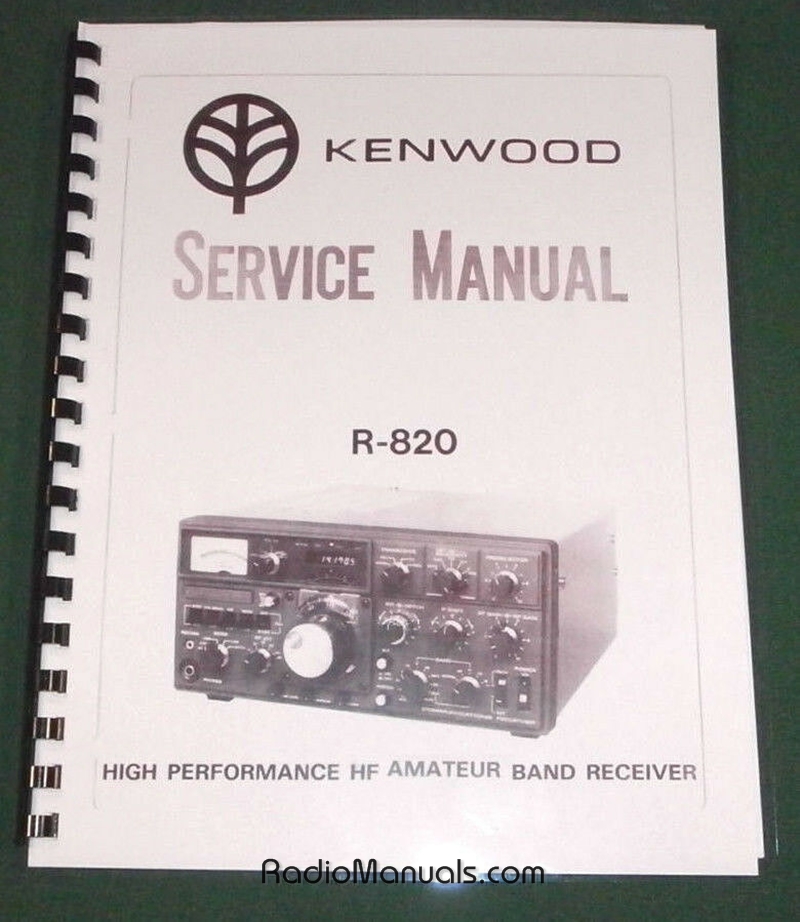 KENWOOD
SERVICE MANUAL
R-820
HIGH PERFORMANCE HF AMATEUR BAND RECEIVER
RadioManuals.com